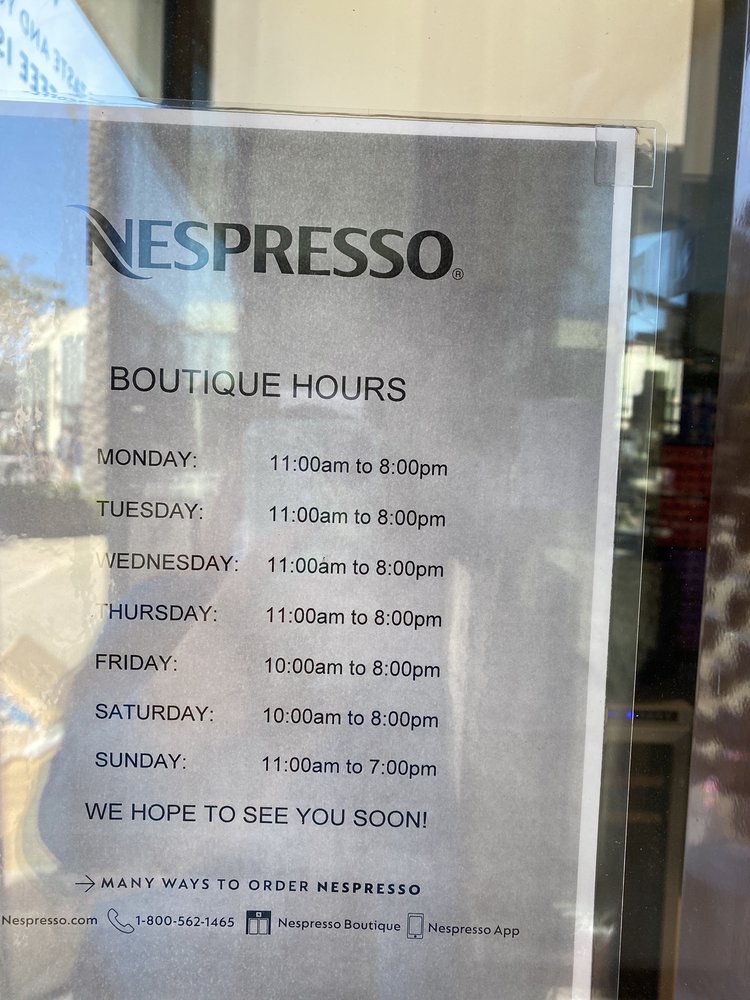 NESPRESSO®
BOUTIQUE HOURS
MONDAY: 11:00am to 8:00pm
TUESDAY: 11:00am to 8:00pm
WEDNESDAY: 11:00am to 8:00pm
THURSDAY: 11:00am to 8:00pm
FRIDAY: 10:00am to 8:00pm
SATURDAY: 10:00am to 8:00pm
SUNDAY: 11:00am to 7:00pm
WE HOPE TO SEE YOU SOON!
→ MANY WAYS TO ORDER NESPRESSO
Nespresso.com 1-800-562-1465 Nespresso Boutique Nespresso App